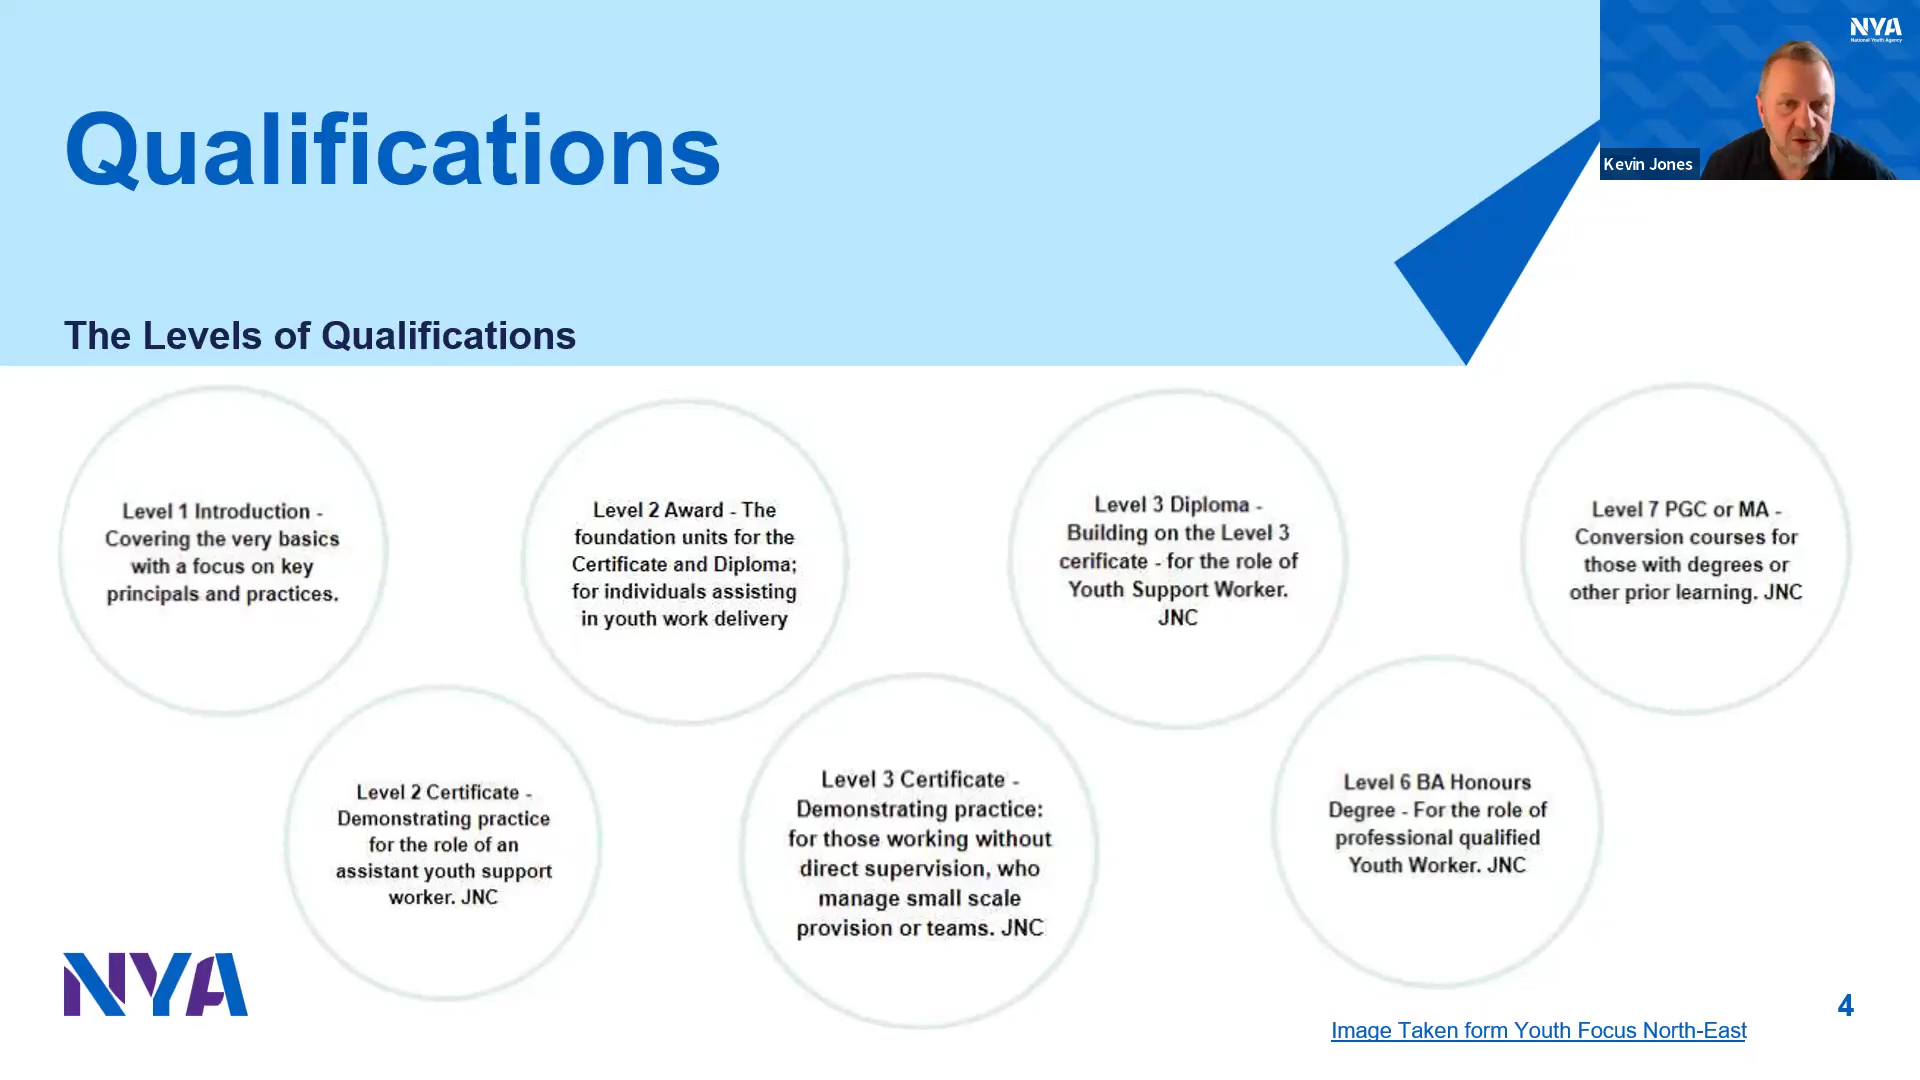 NYA
National Youth Agency
Kevin Jones
Qualifications
The Levels of Qualifications
Level 1 Introduction -
Covering the very basics
with a focus on key
principals and practices.
Level 2 Award - The
foundation units for the
Certificate and Diploma;
for individuals assisting
in youth work delivery
Level 3 Diploma -
Building on the Level 3
cerificate - for the role of
Youth Support Worker.
JNC
Level 7 PGC or MA -
Conversion courses for
those with degrees or
other prior learning. JNC
Level 2 Certificate -
Demonstrating practice
for the role of an
assistant youth support
worker. JNC
Level 3 Certificate -
Demonstrating practice:
for those working without
direct supervision, who
manage small scale
provision or teams. JNC
Level 6 BA Honours
Degree - For the role of
professional qualified
Youth Worker. JNC
NYA
4
Image Taken form Youth Focus North-East